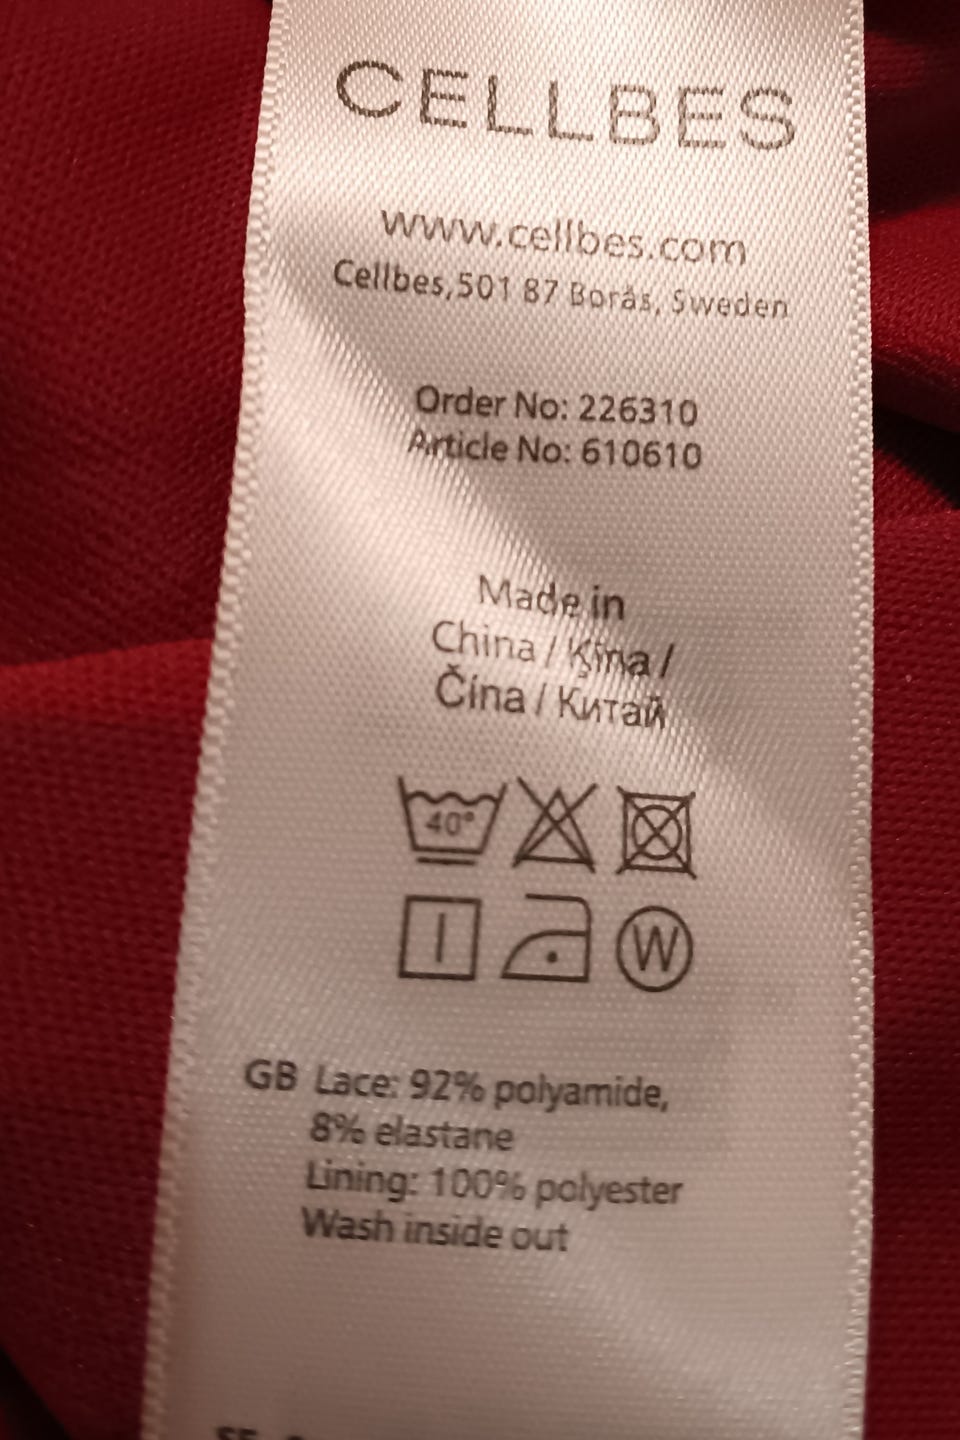 CELLBES
www.cellbes.com
Cellbes,501 87 Borås, Sweden
Order No: 226310
Article No: 610610
Made in
China / Ķīna /
Čína / Китай
40°
W
GB Lace: 92% polyamide,
8% elastane
Lining: 100% polyester
Wash inside out